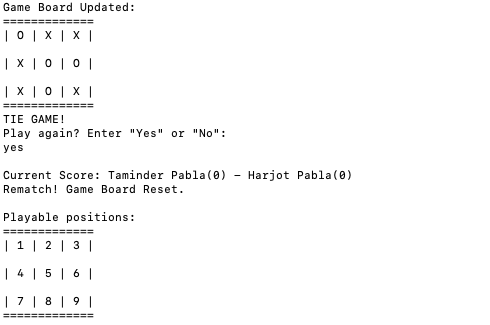 Game Board Updated:
=============
| O | X | X |
| X | O | O |
| X | O | X |
=============
TIE GAME!
Play again? Enter "Yes" or "No":
yes
Current Score: Taminder Pabla(0) – Harjot Pabla(0)
Rematch! Game Board Reset.
Playable positions:
=============
| 1 | 2 | 3 |
| 4 | 5 | 6 |
| 7 | 8 | 9 |
=============